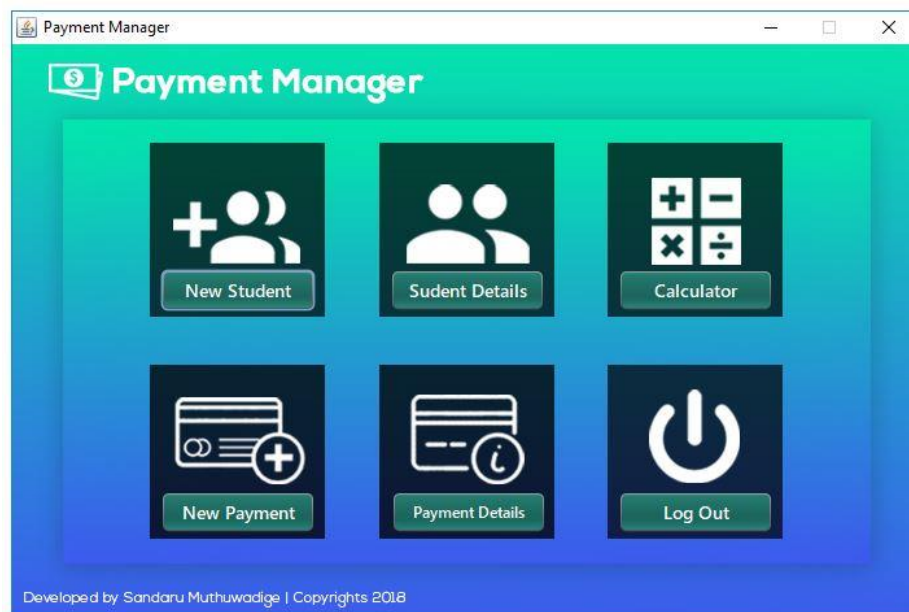 Payment Manager
Payment Manager
New Student
Sudent Details
Calculator
New Payment
Payment Details
Log Out
Developed by Sandaru Muthuwadige | Copyrights 2018